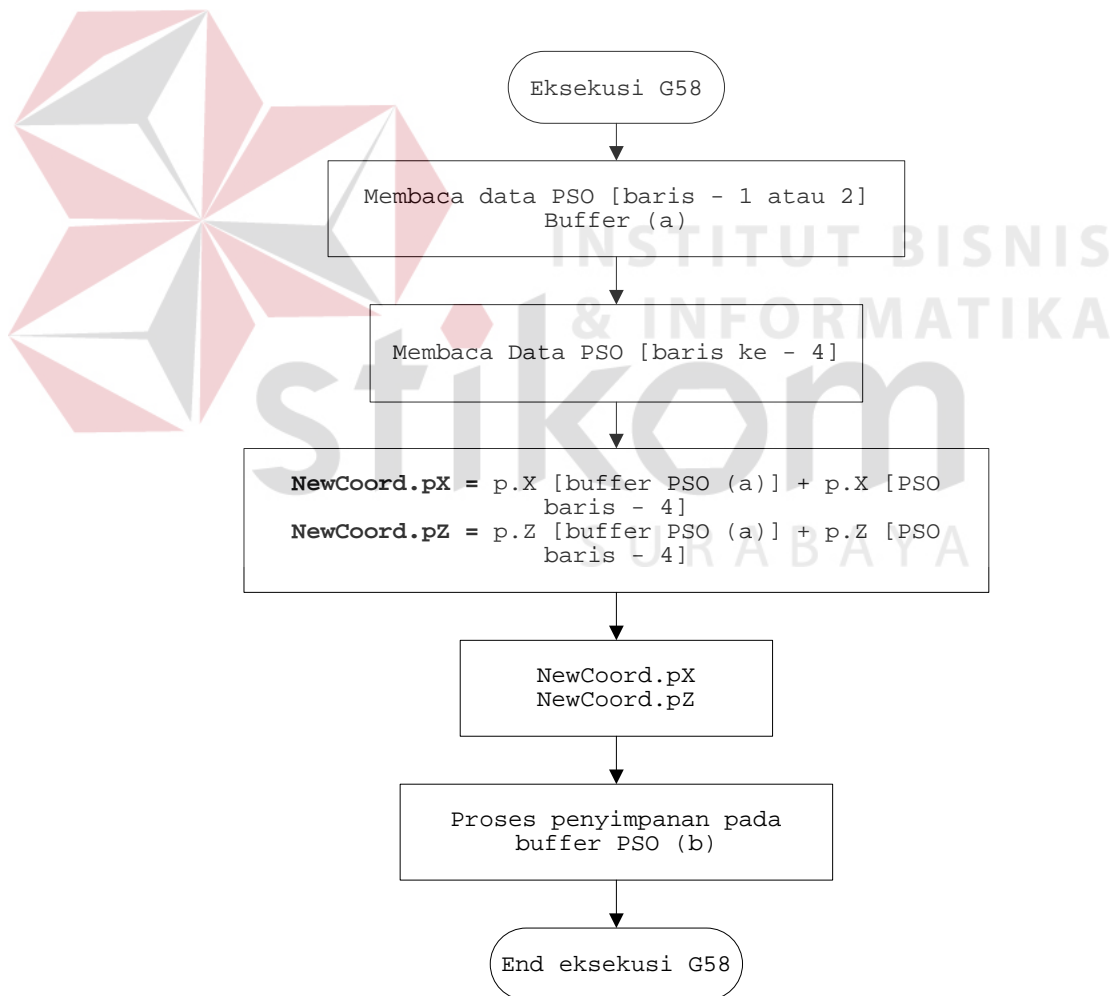 Eksekusi G58
Membaca data PSO [baris - 1 atau 2]
Buffer (a)
INSTITUT BISNIS
& INFORMATIKA
Membaca Data PSO [baris ke - 4]
stikom
NewCoord.pX = p.X [buffer PSO (a)] + p.X [PSO
baris - 4]
NewCoord.pZ = p.Z [buffer PSO (a)] + p.Z [PSO
baris - 4]
SURABAYA
NewCoord.pX
NewCoord.pZ
Proses penyimpanan pada
buffer PSO (b)
End eksekusi G58